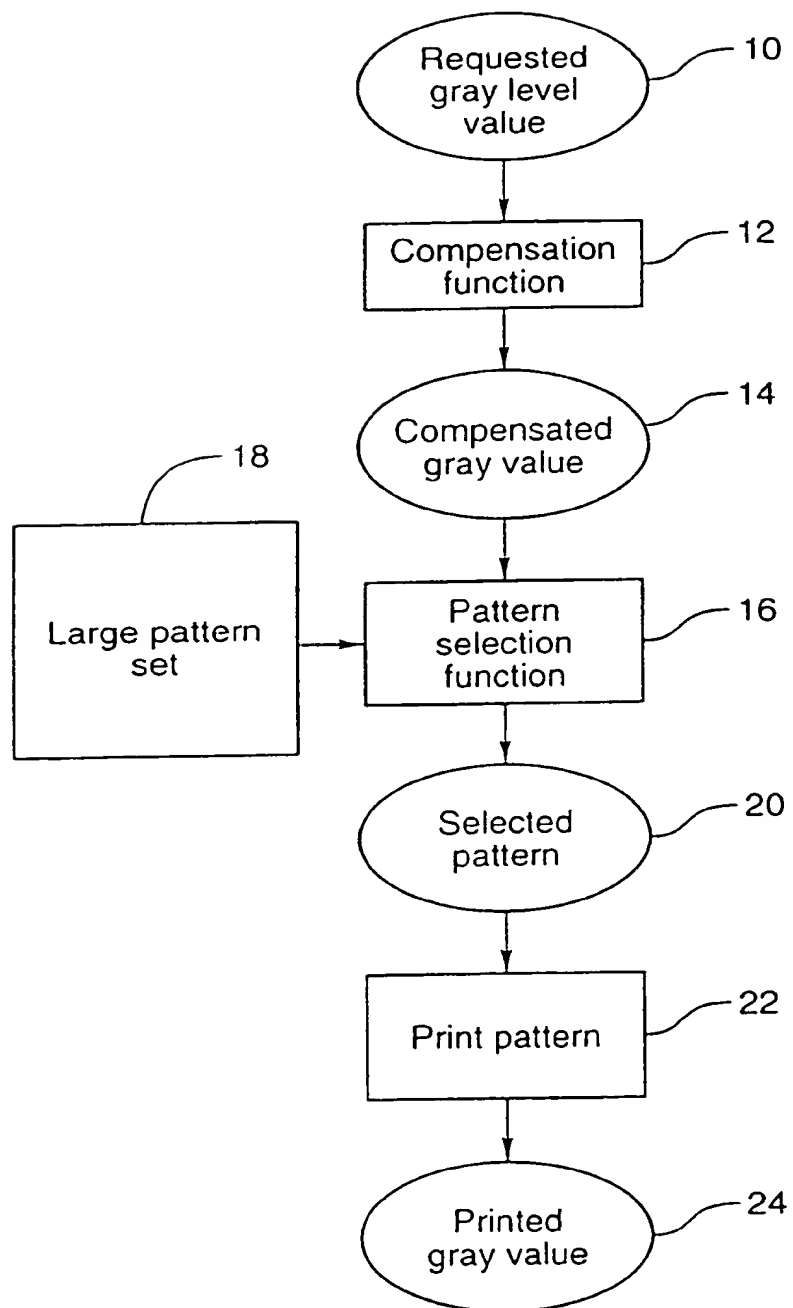 Requested
gray level
value
10
Compensation
function
12
Compensated
gray value
14
18
Large pattern
set
Pattern
selection
function
16
Selected
pattern
20
Print pattern
22
Printed
gray value
24